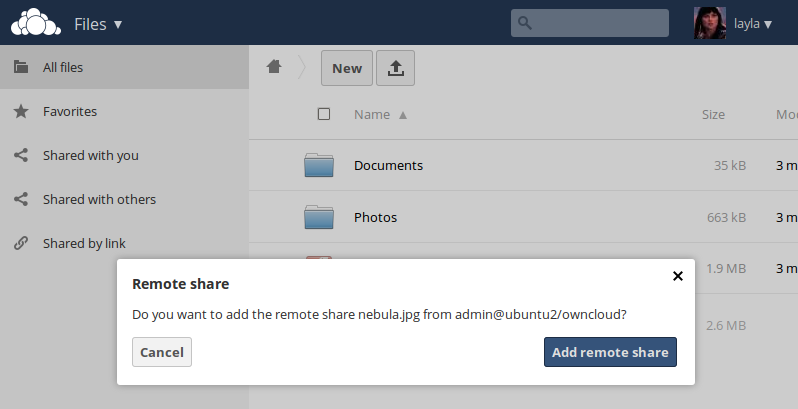 Files ▼
layla ▼
All files
Favorites
Shared with you
Shared with others
Shared by link
New
Name ▲ Size Mo
Documents 35 kB 3 m
Photos 663 kB 3 m
1.9 MB 3 m
2.6 MB
Remote share
Do you want to add the remote share nebula.jpg from admin@ubuntu2/owncloud?
Cancel
Add remote share